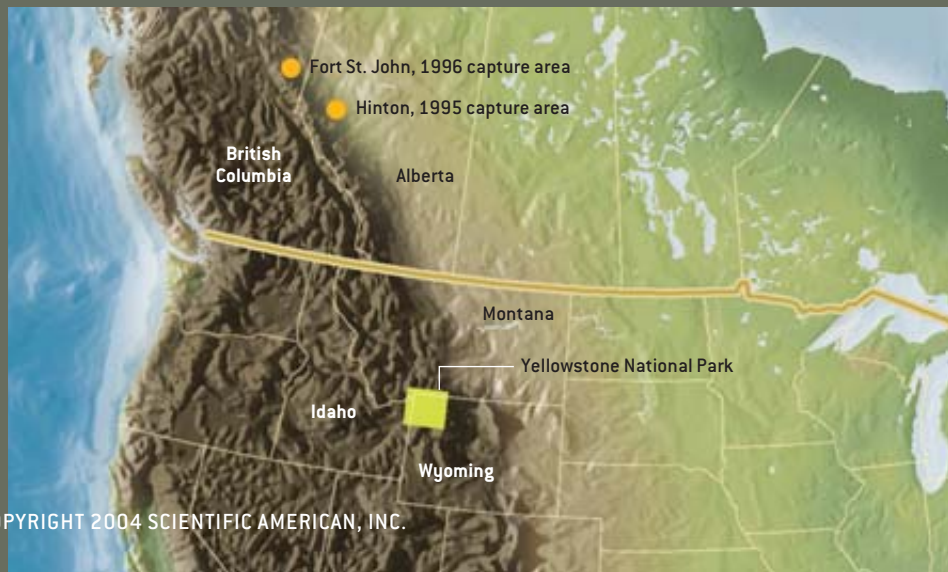 Fort St. John, 1996 capture area
Hinton, 1995 capture area
British
Columbia
Alberta
Montana
Yellowstone National Park
Idaho
Wyoming
OPYRIGHT 2004 SCIENTIFIC AMERICAN, INC.